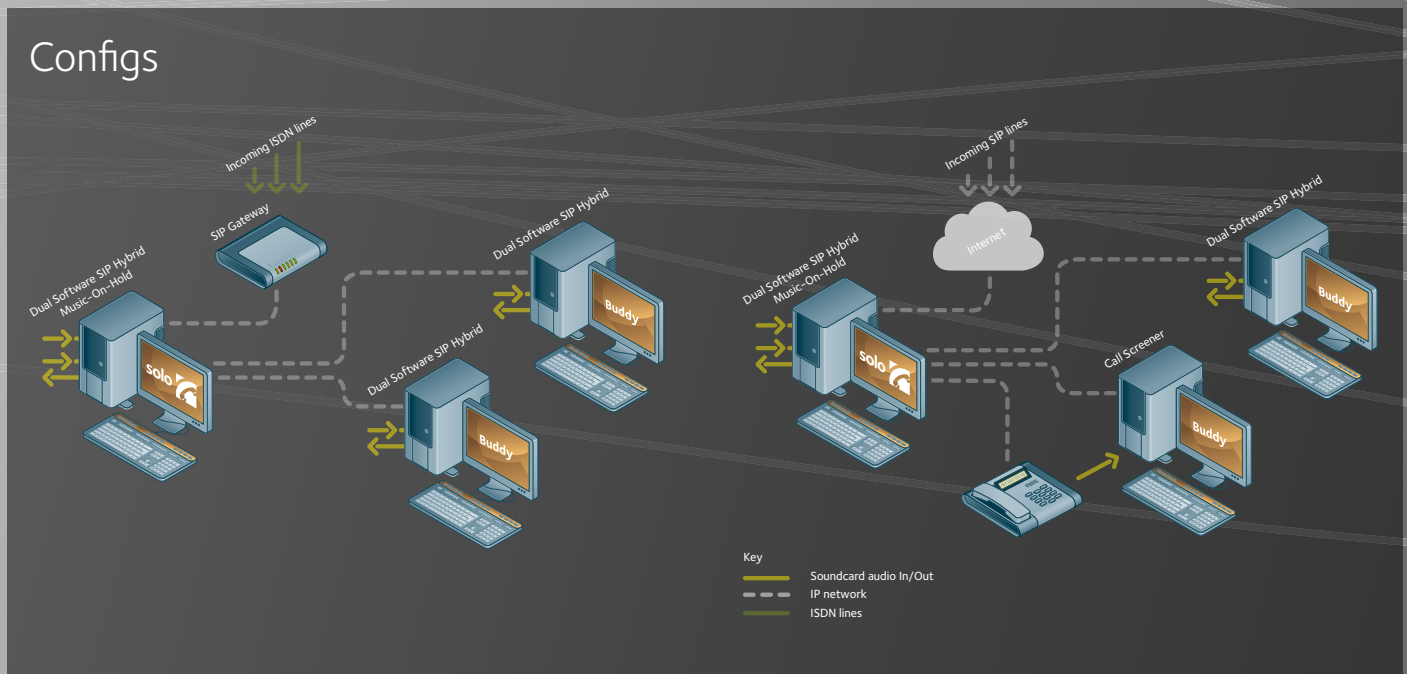 Configs
Incoming ISDN lines
SIP Gateway
Dual Software SIP Hybrid
Music-On-Hold
solo
Dual Software SIP Hybrid
Buddy
Dual Software SIP Hybrid
Buddy
Incoming SIP lines
Internet
Dual Software SIP Hybrid
Music-On-Hold
solo
Dual Software SIP Hybrid
Buddy
Call Screener
Buddy
Key
Soundcard audio In/Out
IP network
ISDN lines